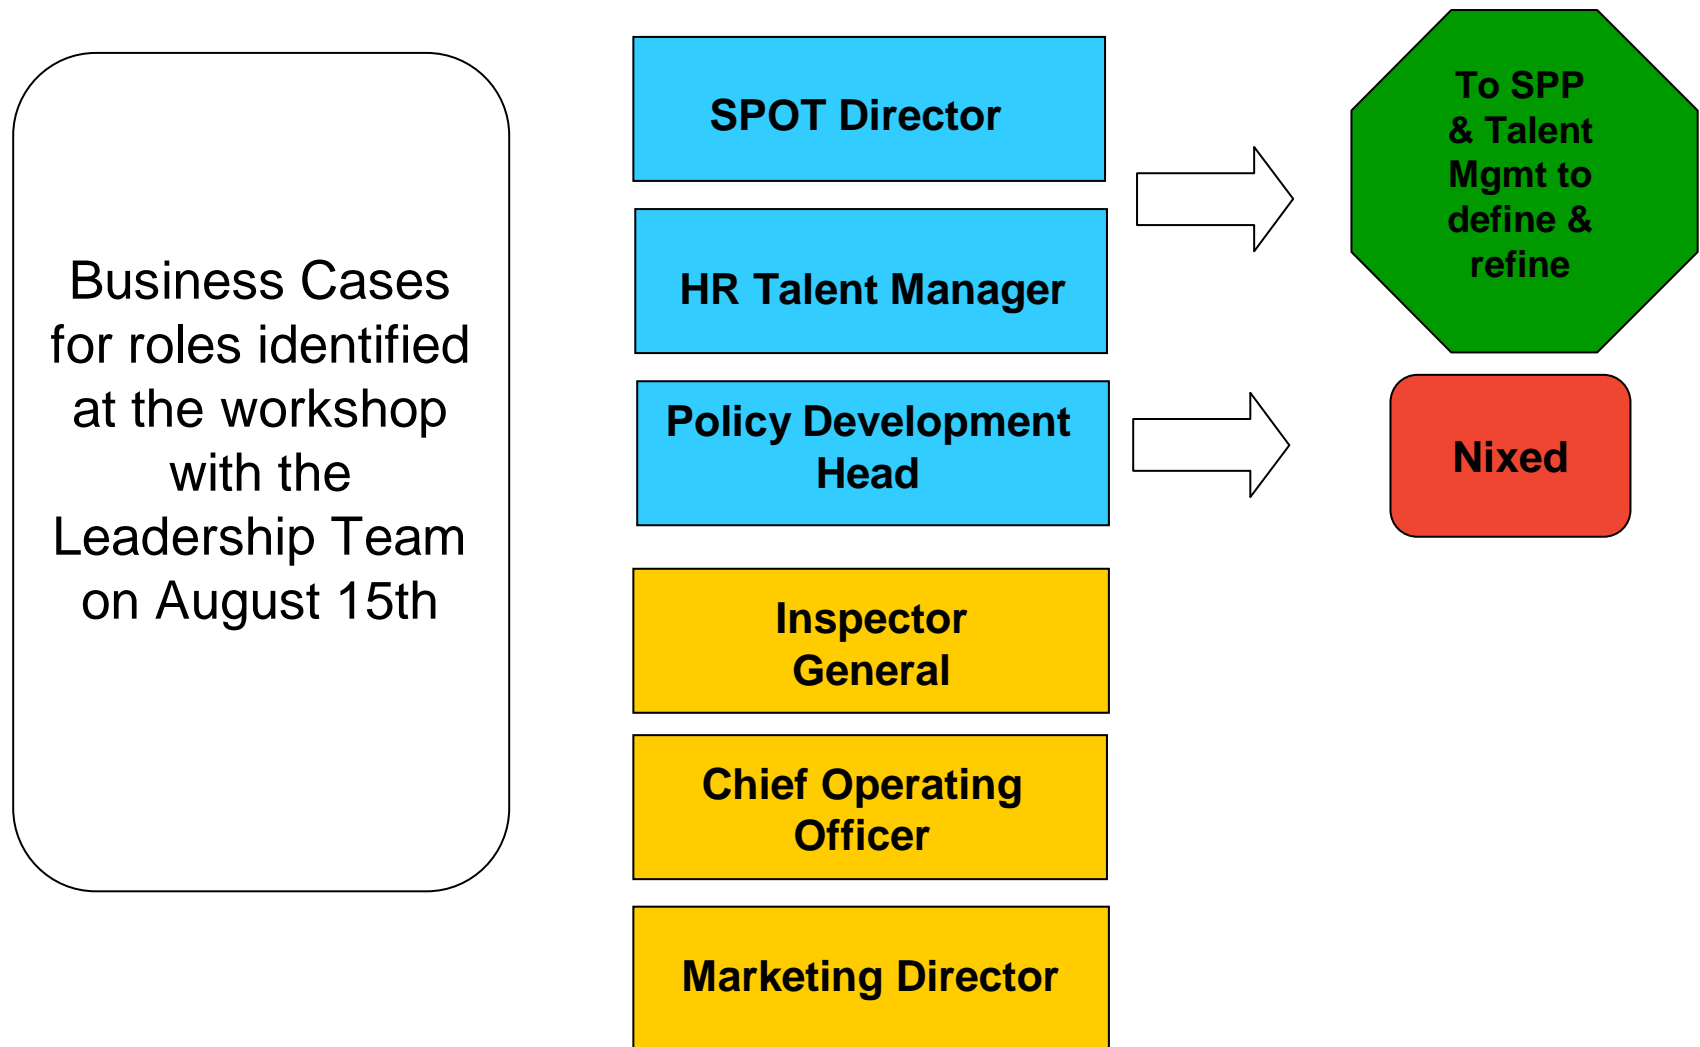 Business Cases
for roles identified
at the workshop
with the
Leadership Team
on August 15th
SPOT Director
HR Talent Manager
Policy Development
Head
Inspector
General
Chief Operating
Officer
Marketing Director
To SPP
& Talent
Mgmt to
define &
refine
Nixed